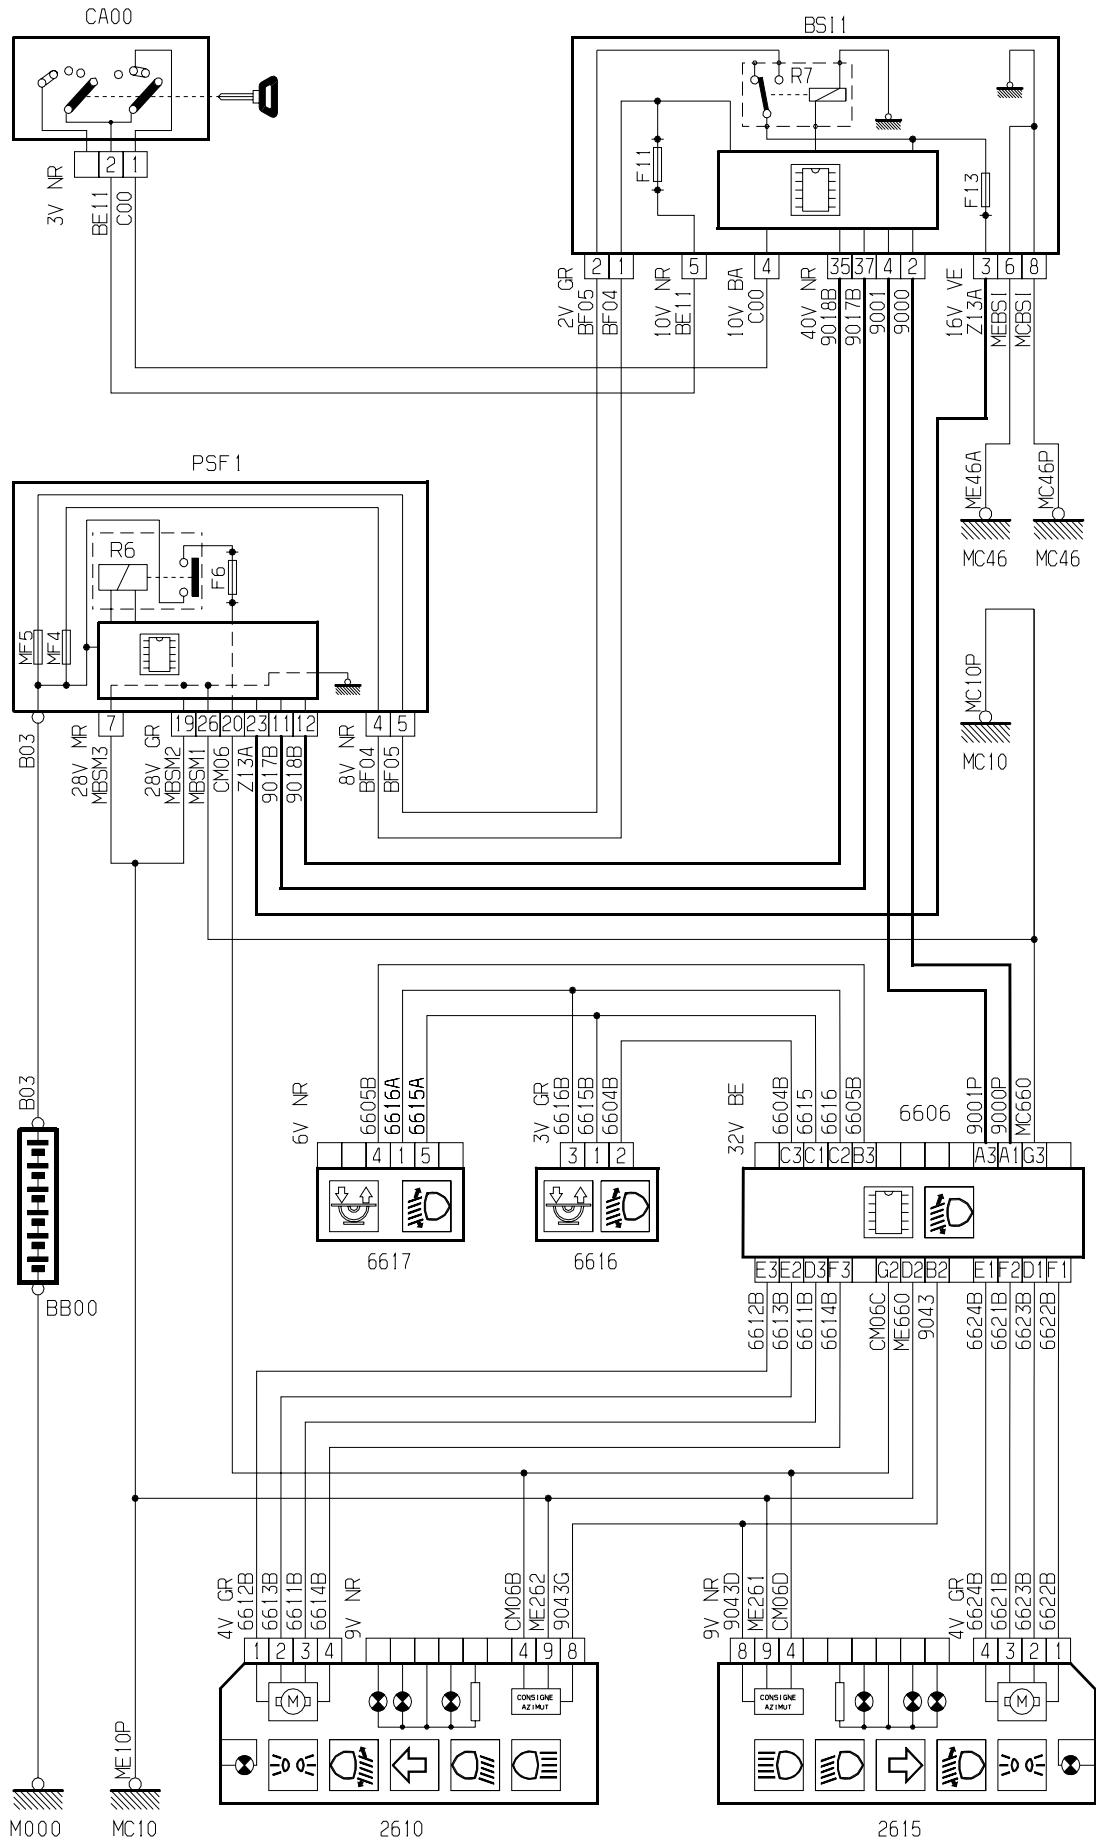 CA00
BSI1
R7
F11
F13
2 1
3V NR
BE11
C00
2 1 5 4 35 37 4 2 3 6 8
2V GR
BF05
BF04
10V NR
BE11
10V BA
C00
40V NR
9018B
9017B
9001
9000
16V VE
Z13A
MEBSI
MCBSI
PSF1
ME46A
MC46P
MC46 MC46
R6
F6
MF5
MF4
MC10P
MC10
7 19 26 20 23 11 12 4 5
B03
28V MR
MBSM3
28V GR
MBSM2
MBSM1
CM06
Z13A
9017B
9018B
8V NR
BF04
BF05
B03
6V NR
6605B
6616A
6615A
3V GR
6616B
6615B
6604B
32V BE
6604B
6615
6616
6605B
6606
9001P
9000P
MC660
4 1 5
3 1 2
C3 C1 C2 B3 A3 A1 G3
6617
6616
BB00
E3 E2 D3 F3 G2 D2 B2 E1 F2 D1 F1
6612B
6613B
6611B
6614B
CM06C
ME660
9043
6624B
6621B
6623B
6622B
4V GR
6612B
6613B
6611B
6614B
9V NR
CM06B
ME262
9043G
9V NR
9043D
ME261
CM06D
4V GR
6624B
6621B
6623B
6622B
1 2 3 4 4 9 8
8 9 4 4 3 2 1
M
CONSIGNE
AZIMUT
CONSIGNE
AZIMUT
M
ME10P
M000 MC10 2610 2615